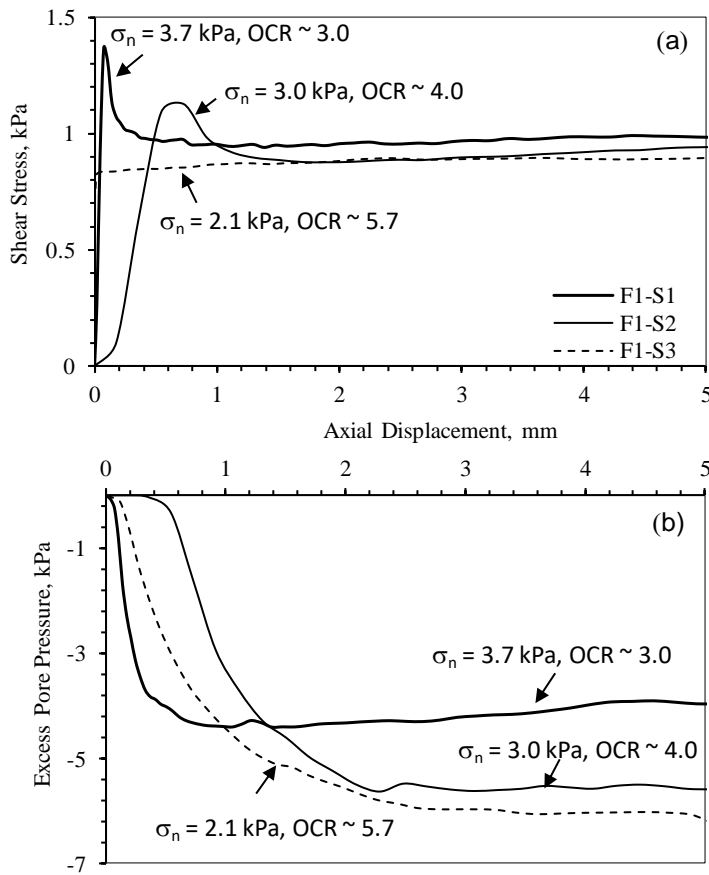 1.5
(a)
σn = 3.7 kPa, OCR ~ 3.0
σn = 3.0 kPa, OCR ~ 4.0
1
Shear Stress, kPa
σn = 2.1 kPa, OCR ~ 5.7
0.5
F1-S1
F1-S2
F1-S3
0
0 1 2 3 4 5
Axial Displacement, mm
0 1 2 3 4 5
(b)
-1
Excess Pore Pressure, kPa
-3
σn = 3.7 kPa, OCR ~ 3.0
-5
σn = 3.0 kPa, OCR ~ 4.0
σn = 2.1 kPa, OCR ~ 5.7
-7